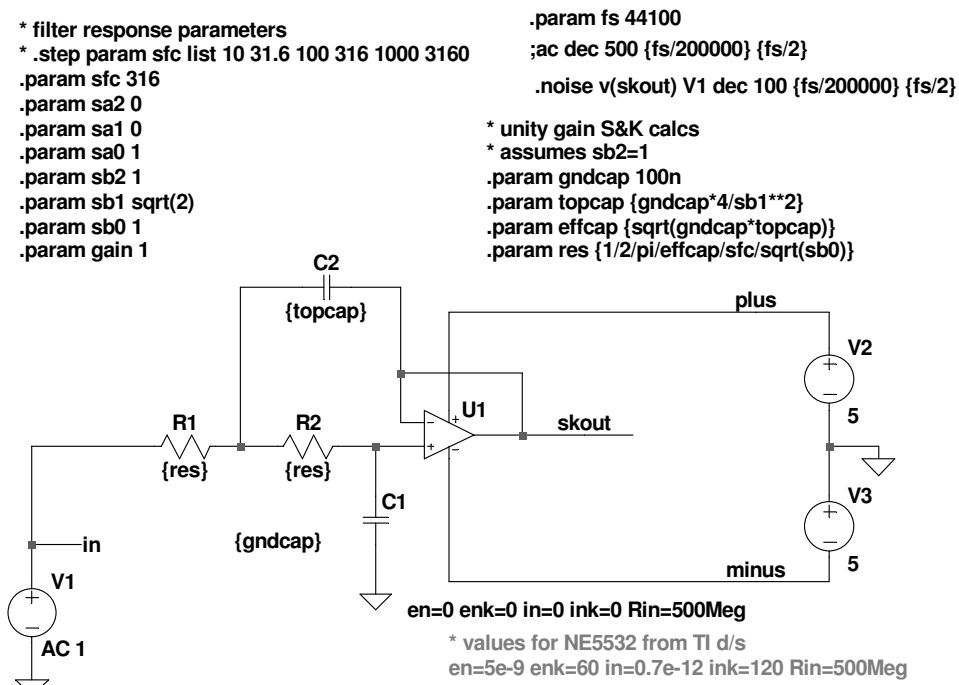 * filter response parameters
* .step param sfc list 10 31.6 100 316 1000 3160
.param sfc 316
.param sa2 0
.param sa1 0
.param sa0 1
.param sb2 1
.param sb1 sqrt(2)
.param sb0 1
.param gain 1
.param fs 44100
;ac dec 500 {fs/200000} {fs/2}
.noise v(skout) V1 dec 100 {fs/200000} {fs/2}
* unity gain S&K calcs
* assumes sb2=1
.param gndcap 100n
.param topcap {gndcap*4/sb1**2}
.param effcap {sqrt(gndcap*topcap)}
.param res {1/2/pi/effcap/sfc/sqrt(sb0)}
C2
{topcap}
plus
V2
5
R1
{res}
R2
{res}
U1
skout
C1
{gndcap}
V3
5
in
V1
AC 1
minus
en=0 enk=0 in=0 ink=0 Rin=500Meg
* values for NE5532 from TI d/s
en=5e-9 enk=60 in=0.7e-12 ink=120 Rin=500Meg